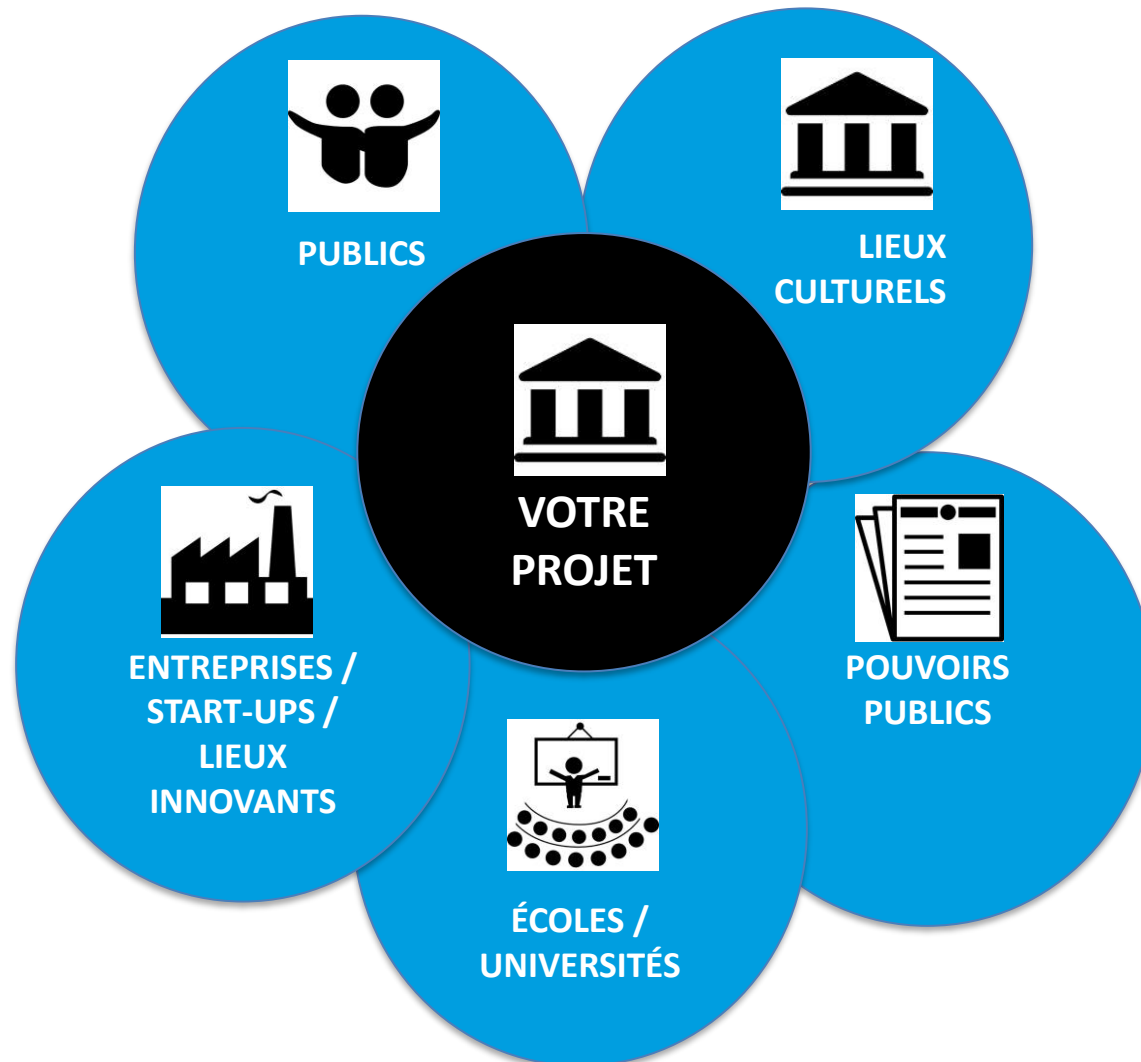 PUBLICS
LIEUX
CULTURELS
VOTRE
PROJET
ENTREPRISES /
START-UPS /
LIEUX
INNOVANTS
POUVOIRS
PUBLICS
ÉCOLES /
UNIVERSITÉS